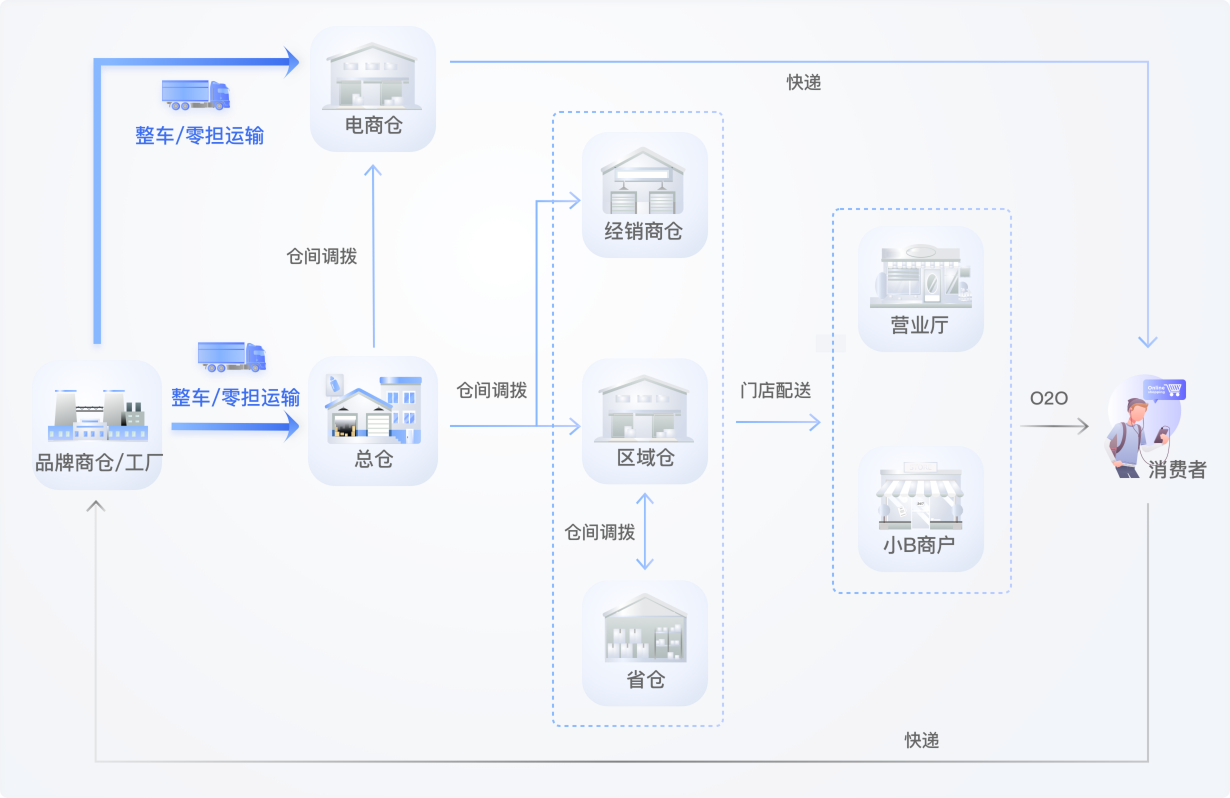 快递
整车/零担运输
电商仓
经销商仓
仓间调拨
营业厅
整车/零担运输
仓间调拨
门店配送
O2O
Online
品牌商仓/工厂
总仓
区域仓
消费者
仓间调拨
小B商户
省仓
快递